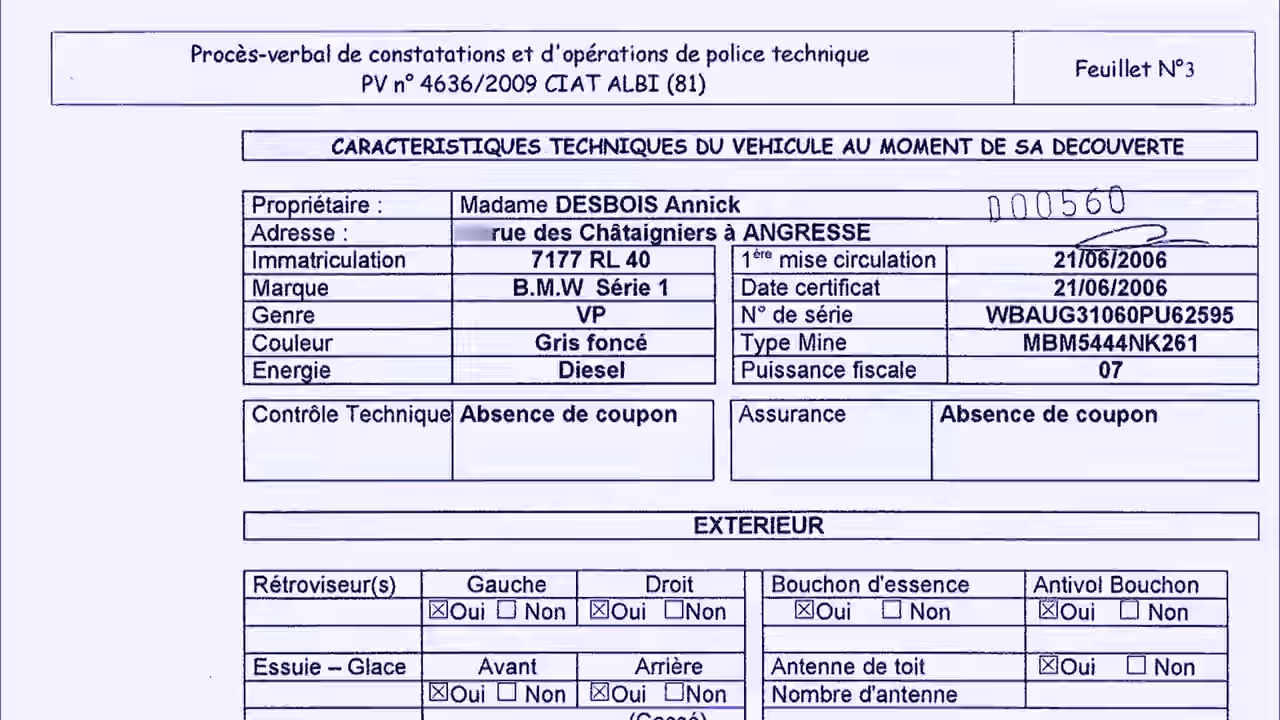 Procès-verbal de constatations et d'opérations de police technique
PV n° 4636/2009 CIAT ALBI (81)
Feuillet N°3
CARACTERISTIQUES TECHNIQUES DU VEHICULE AU MOMENT DE SA DECOUVERTE
Propriétaire : Madame DESBOIS Annick
D00560
Adresse : rue des Châtaigniers à ANGRESSE
Immatriculation 7177 RL 40 1ère mise circulation 21/06/2006
Marque B.M.W Série 1 Date certificat 21/06/2006
Genre VP N° de série WBAUG31060PU62595
Couleur Gris foncé Type Mine MBM5444NK261
Energie Diesel Puissance fiscale 07
Contrôle Technique Absence de coupon Assurance Absence de coupon
EXTERIEUR
Rétroviseur(s) Gauche Droit Bouchon d'essence Antivol Bouchon
☒Oui ☐ Non ☒Oui ☐Non ☒Oui ☐ Non ☒Oui ☐ Non
Essuie – Glace Avant Arrière Antenne de toit ☒Oui ☐ Non
☒Oui ☐ Non ☒Oui ☐Non Nombre d'antenne
(Cassé)